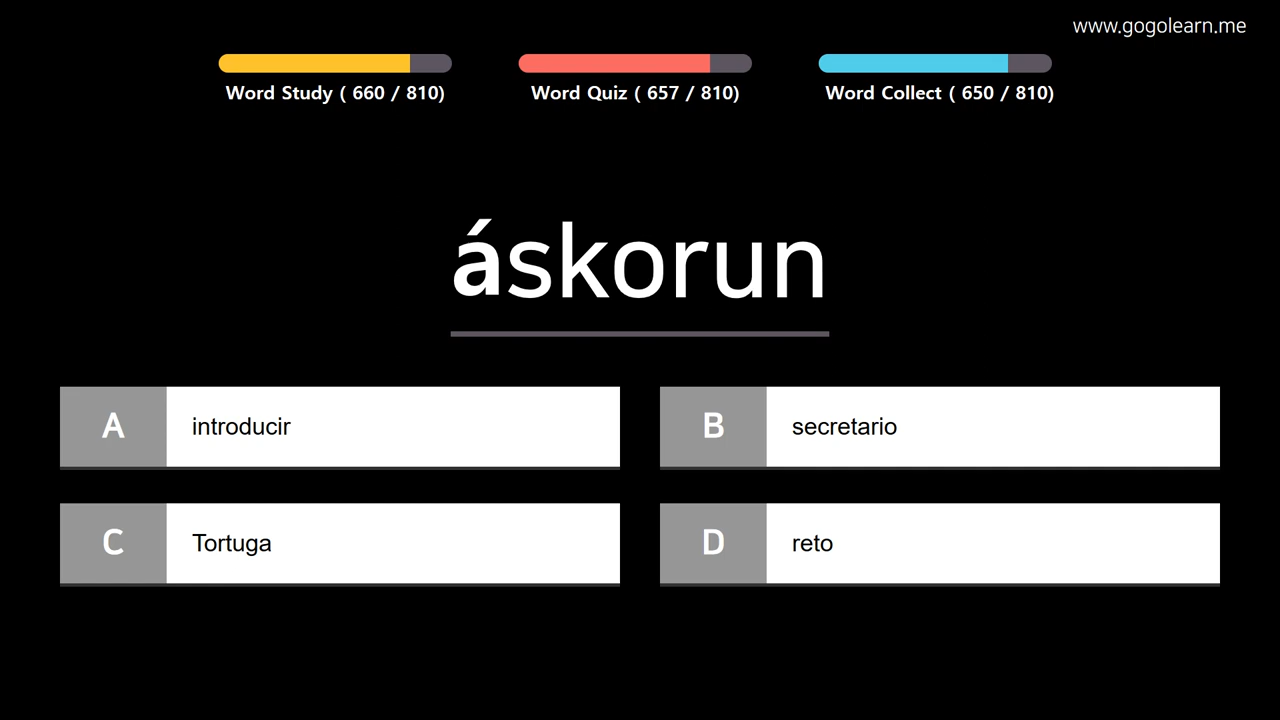 www.gogolearn.me
Word Study ( 660 / 810)
Word Quiz ( 657 / 810)
Word Collect ( 650 / 810)
áskorun
A introducir
B secretario
C Tortuga
D reto